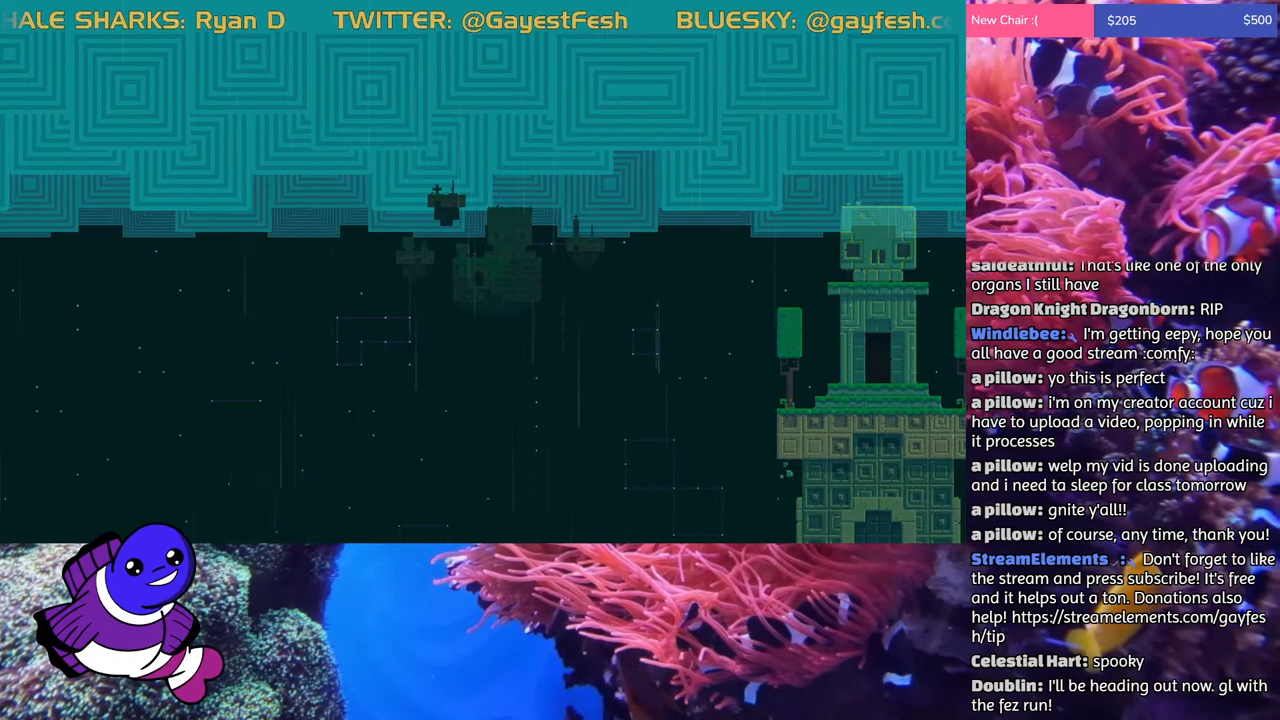 HALE SHARKS: Ryan D TWITTER: @GayestFesh BLUESKY: @gayfesh.c
New Chair :( $205 $500
saldeathful: That's like one of the only
organs I still have
Dragon Knight Dragonborn: RIP
Windlebee: I'm getting eepy, hope you
all have a good stream :comfy:
a pillow: yo this is perfect
a pillow: i'm on my creator account cuz i
have to upload a video, popping in while
it processes
a pillow: welp my vid is done uploading
and i need ta sleep for class tomorrow
a pillow: gnite y'all!!
a pillow: of course, any time, thank you!
StreamElements : Don't forget to like
the stream and press subscribe! It's free
and it helps out a ton. Donations also
help! https://streamelements.com/gayfes
h/tip
Celestial Hart: spooky
Doublin: I'll be heading out now. gl with
the fez run!